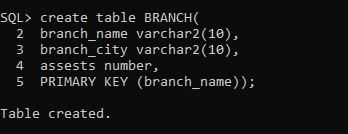 SQL> create table BRANCH(
2 branch_name varchar2(10),
3 branch_city varchar2(10),
4 assests number,
5 PRIMARY KEY (branch_name));
Table created.